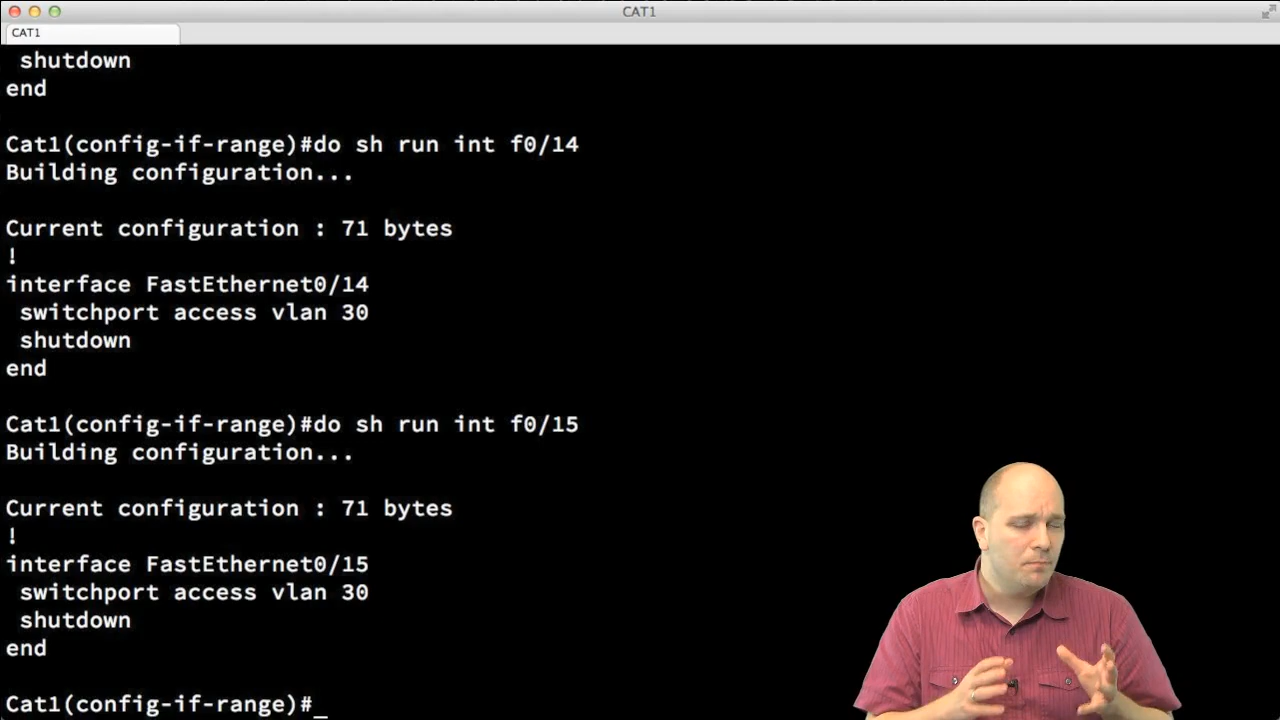 CAT1
CAT1
shutdown
end
Cat1(config-if-range)#do sh run int f0/14
Building configuration...
Current configuration : 71 bytes
!
interface FastEthernet0/14
switchport access vlan 30
shutdown
end
Cat1(config-if-range)#do sh run int f0/15
Building configuration...
Current configuration : 71 bytes
!
interface FastEthernet0/15
switchport access vlan 30
shutdown
end
Cat1(config-if-range)#_